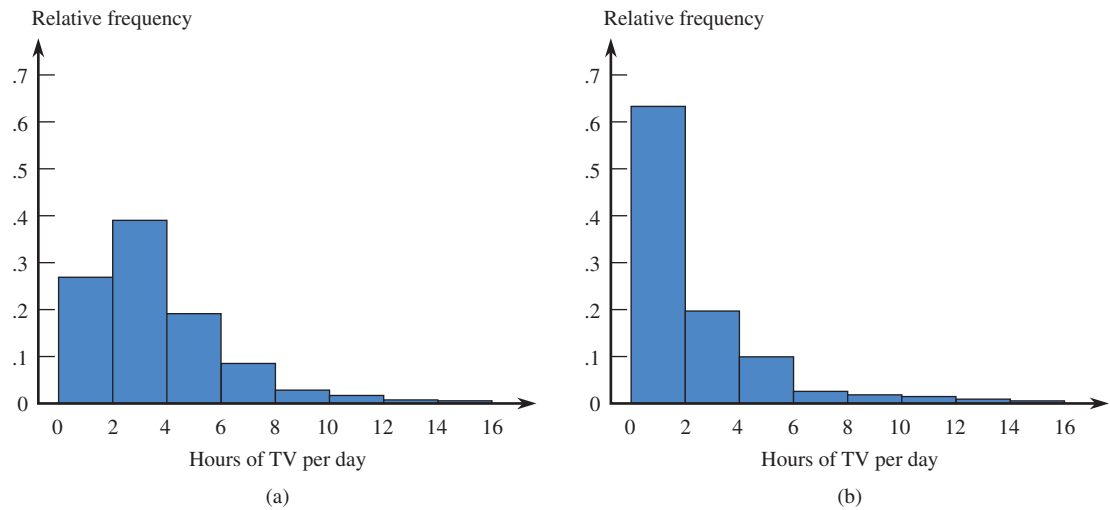 Relative frequency
.7
.6
.5
.4
.3
.2
.1
0
0 2 4 6 8 10 12 14 16
Hours of TV per day
(a)
Relative frequency
.7
.6
.5
.4
.3
.2
.1
0
0 2 4 6 8 10 12 14 16
Hours of TV per day
(b)